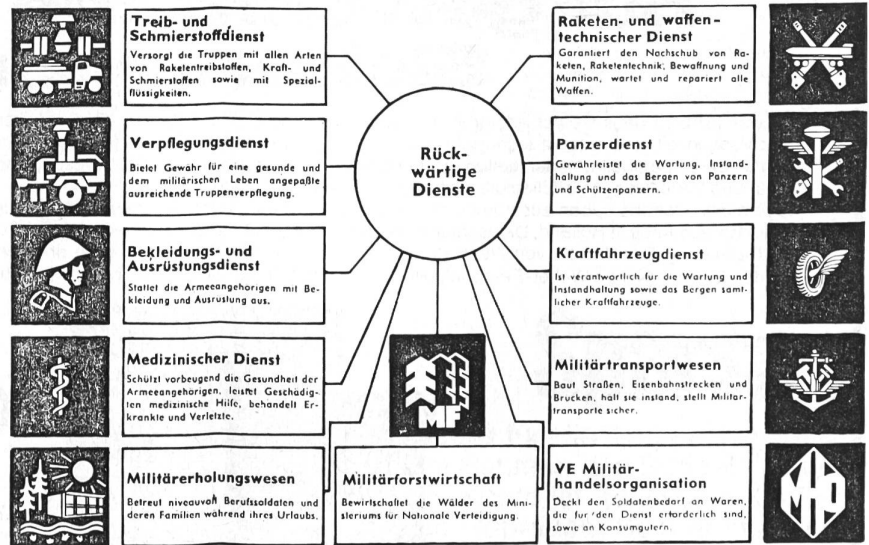 Treib- und
Schmierstoffdienst
Versorgt die Truppen mit allen Arten
von Raketentreibstoffen, Kraft- und
Schmierstoffen sowie mit Spezial-
flüssigkeiten.
Verpflegungsdienst
Bietet Gewähr für eine gesunde und
dem militärischen Leben angepaßte
ausreichende Truppenverpflegung.
Bekleidungs- und
Ausrüstungsdienst
Stattet die Armeeangehörigen mit Be-
kleidung und Ausrüstung aus.
Medizinischer Dienst
Schützt vorbeugend die Gesundheit der
Armeeangehörigen, leistet Geschädig-
ten medizinische Hilfe, behandelt Er-
krankte und Verletzte.
Militärerholungswesen
Betreut niveauvoll Berufssoldaten und
deren Familien während ihres Urlaubs.
Rück-
wärtige
Dienste
MF
Militärforstwirtschaft
Bewirtschaftet die Wälder des Mini-
steriums für Nationale Verteidigung.
Raketen- und waffen-
technischer Dienst
Garantiert den Nachschub von Ra-
keten, Raketentechnik, Bewaffnung und
Munition, wartet und repariert alle
Waffen.
Panzerdienst
Gewährleistet die Wartung, Instand-
haltung und das Bergen von Panzern
und Schützenpanzern.
Kraftfahrzeugdienst
Ist verantwortlich für die Wartung und
Instandhaltung sowie das Bergen sämt-
licher Kraftfahrzeuge.
Militärtransportwesen
Baut Straßen, Eisenbahnstrecken und
Brücken, hält sie instand, stellt Militär-
transporte sicher.
VE Militär-
handelsorganisation
Deckt den Soldatenbedarf an Waren,
die für den Dienst erforderlich sind,
sowie an Konsumgütern.
MHO